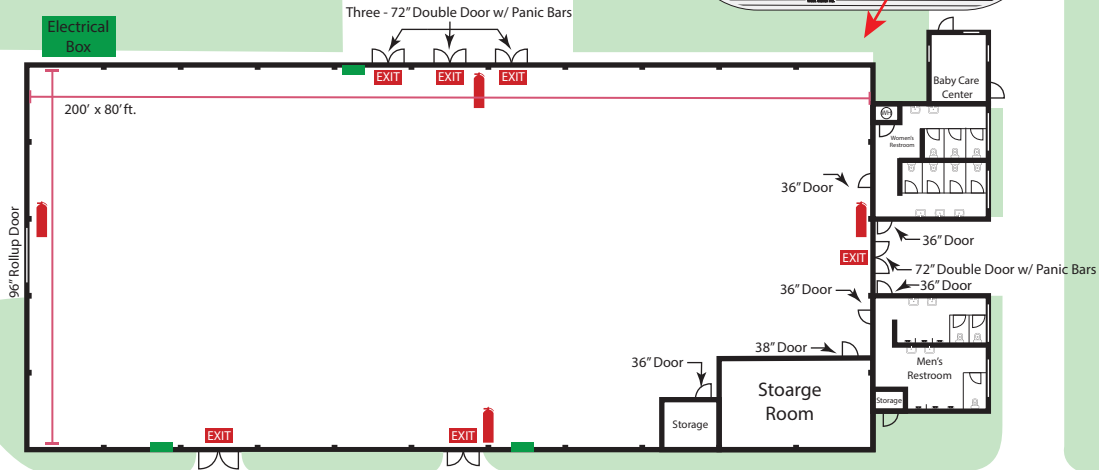 Three - 72" Double Door w/ Panic Bars
Electrical
Box
EXIT
EXIT
EXIT
200' x 80' ft.
Baby Care
Center
WH
Women's
Restroom
36" Door
96" Rollup Door
36" Door
EXIT
72" Double Door w/ Panic Bars
36" Door
36" Door
38" Door
36" Door
Men's
Restroom
Stoarge
Room
Storage
Storage
EXIT
EXIT